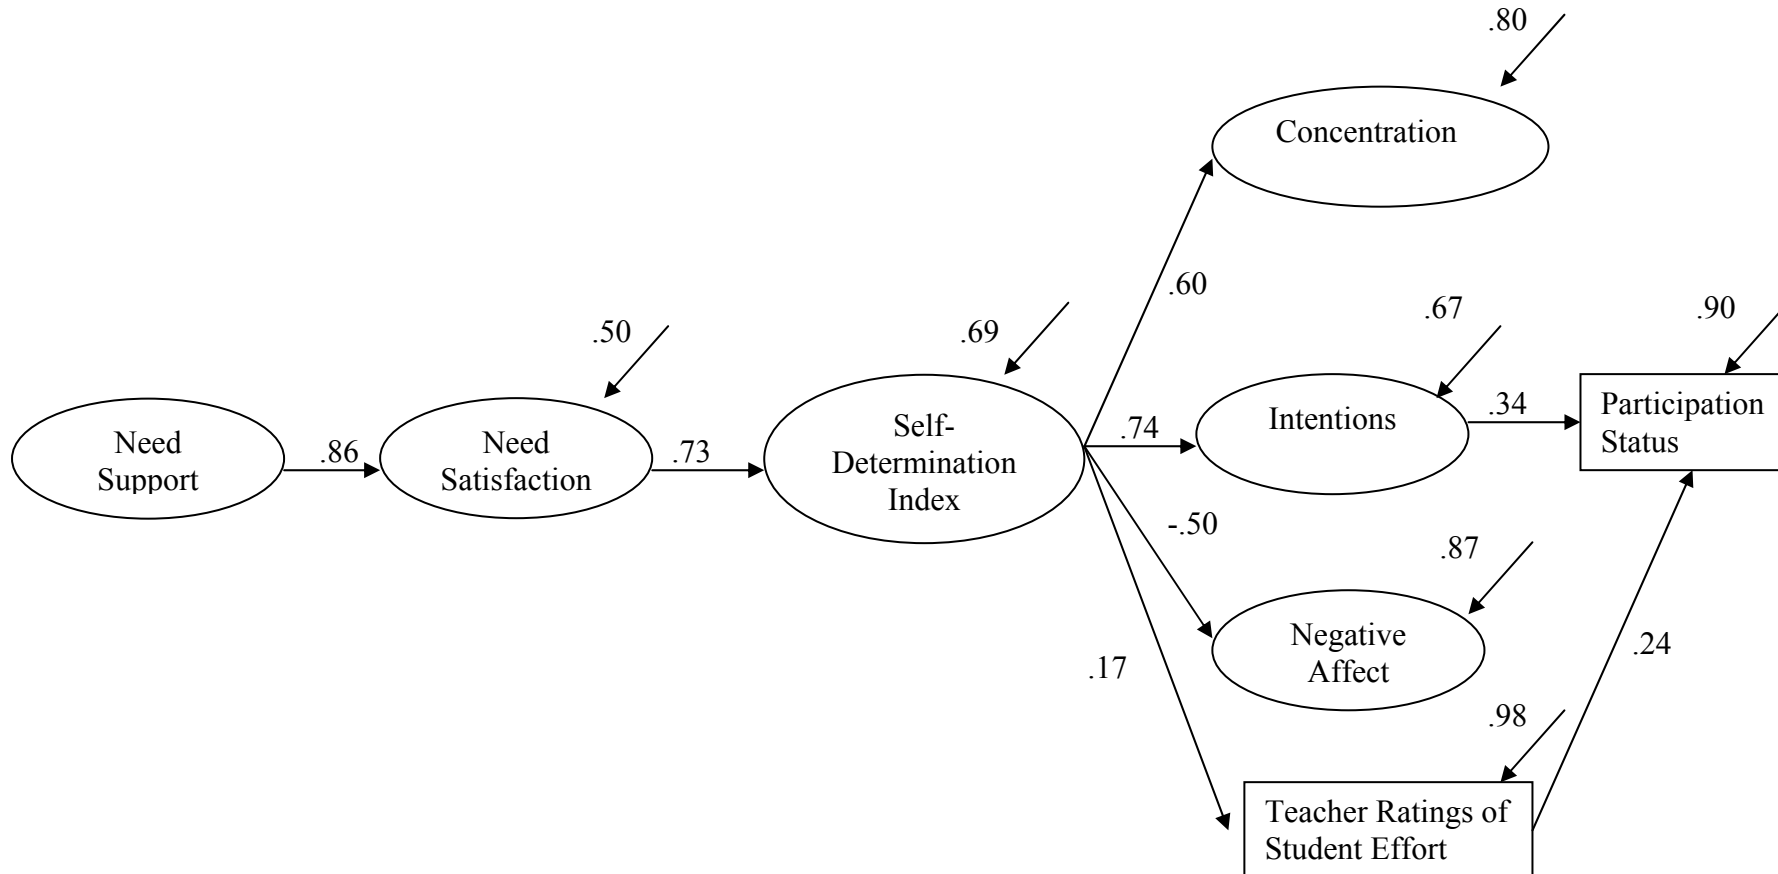 .80
Concentration
.60
.67
.90
.50
.69
Need
Support
.86
Need
Satisfaction
.73
Self-
Determination
Index
.74
Intentions
.34
Participation
Status
-.50
.87
Negative
Affect
.17
.24
.98
Teacher Ratings of
Student Effort